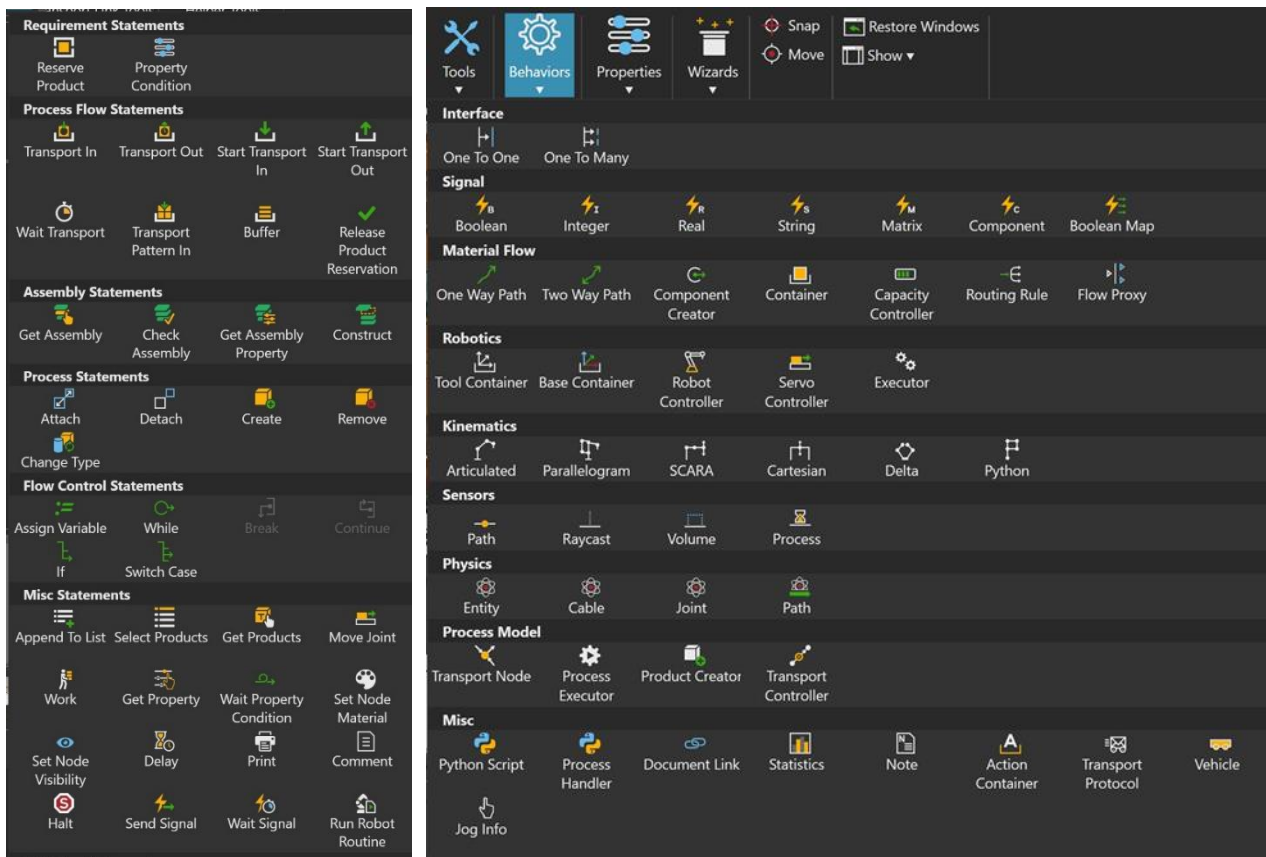 Requirement Statements
Reserve Product
Property Condition
Process Flow Statements
Transport In
Transport Out
Start Transport In
Start Transport Out
Wait Transport
Transport Pattern In
Buffer
Release Product Reservation
Assembly Statements
Get Assembly
Check Assembly
Get Assembly Property
Construct
Process Statements
Attach
Detach
Create
Remove
Change Type
Flow Control Statements
Assign Variable
While
Break
Continue
If
Switch Case
Misc Statements
Append To List
Select Products
Get Products
Move Joint
Work
Get Property
Wait Property Condition
Set Node Material
Set Node Visibility
Delay
Print
Comment
Halt
Send Signal
Wait Signal
Run Robot Routine
Tools
Behaviors
Properties
Wizards
Snap
Move
Restore Windows
Show
Interface
One To One
One To Many
Signal
Boolean
Integer
Real
String
Matrix
Component
Boolean Map
Material Flow
One Way Path
Two Way Path
Component Creator
Container
Capacity Controller
Routing Rule
Flow Proxy
Robotics
Tool Container
Base Container
Robot Controller
Servo Controller
Executor
Kinematics
Articulated
Parallelogram
SCARA
Cartesian
Delta
Python
Sensors
Path
Raycast
Volume
Process
Physics
Entity
Cable
Joint
Path
Process Model
Transport Node
Process Executor
Product Creator
Transport Controller
Misc
Python Script
Process Handler
Document Link
Statistics
Note
Action Container
Transport Protocol
Vehicle
Jog Info